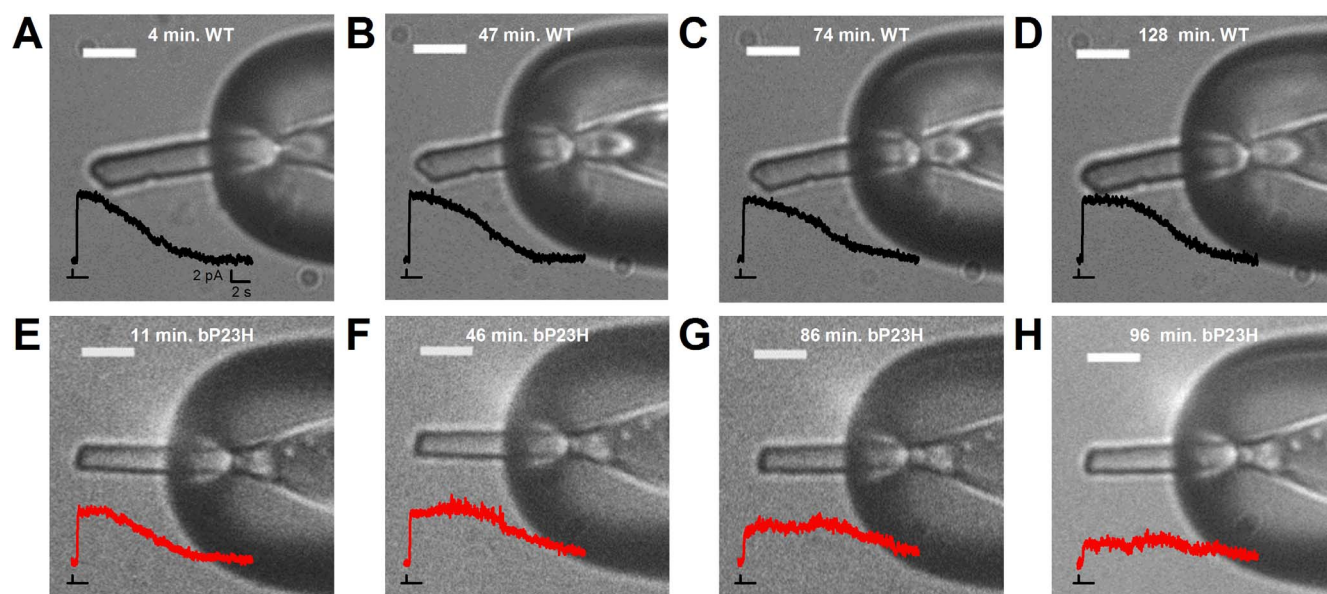 A
4 min. WT
B
47 min. WT
C
74 min. WT
D
128 min. WT
2 pA
2 s
E
11 min. bP23H
F
46 min. bP23H
G
86 min. bP23H
H
96 min. bP23H